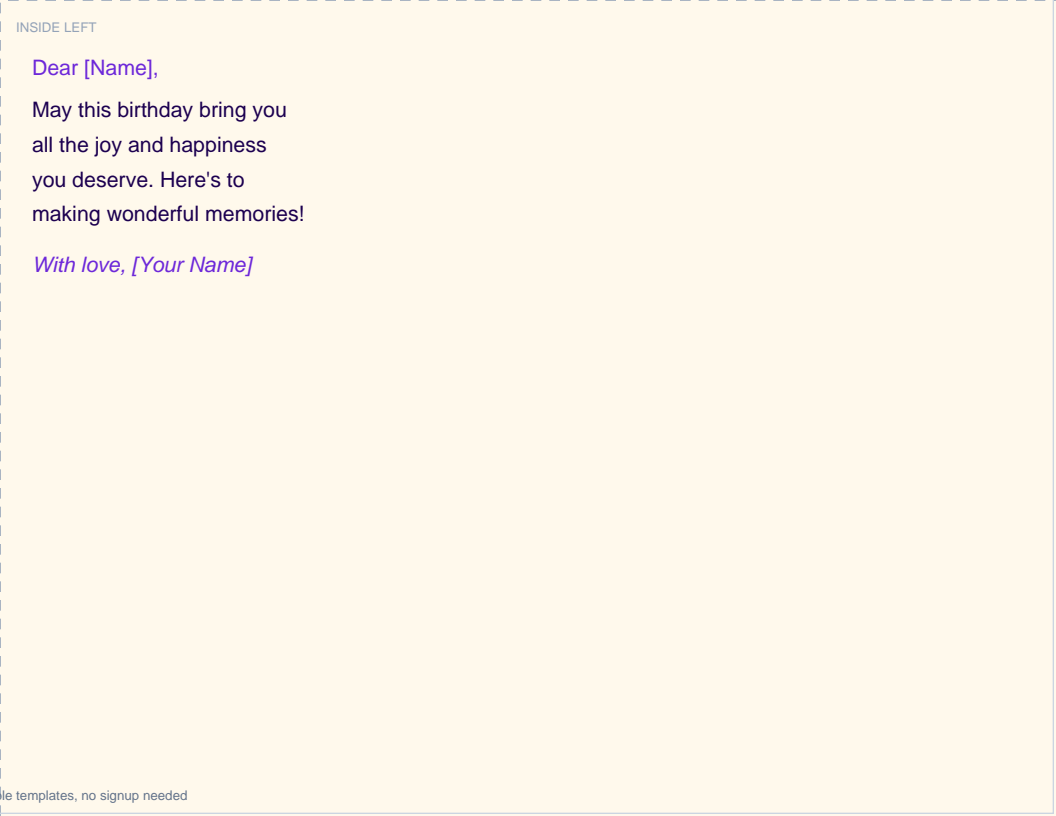 INSIDE LEFT
Dear [Name],
May this birthday bring you
all the joy and happiness
you deserve. Here's to
making wonderful memories!
With love, [Your Name]
templates, no signup needed